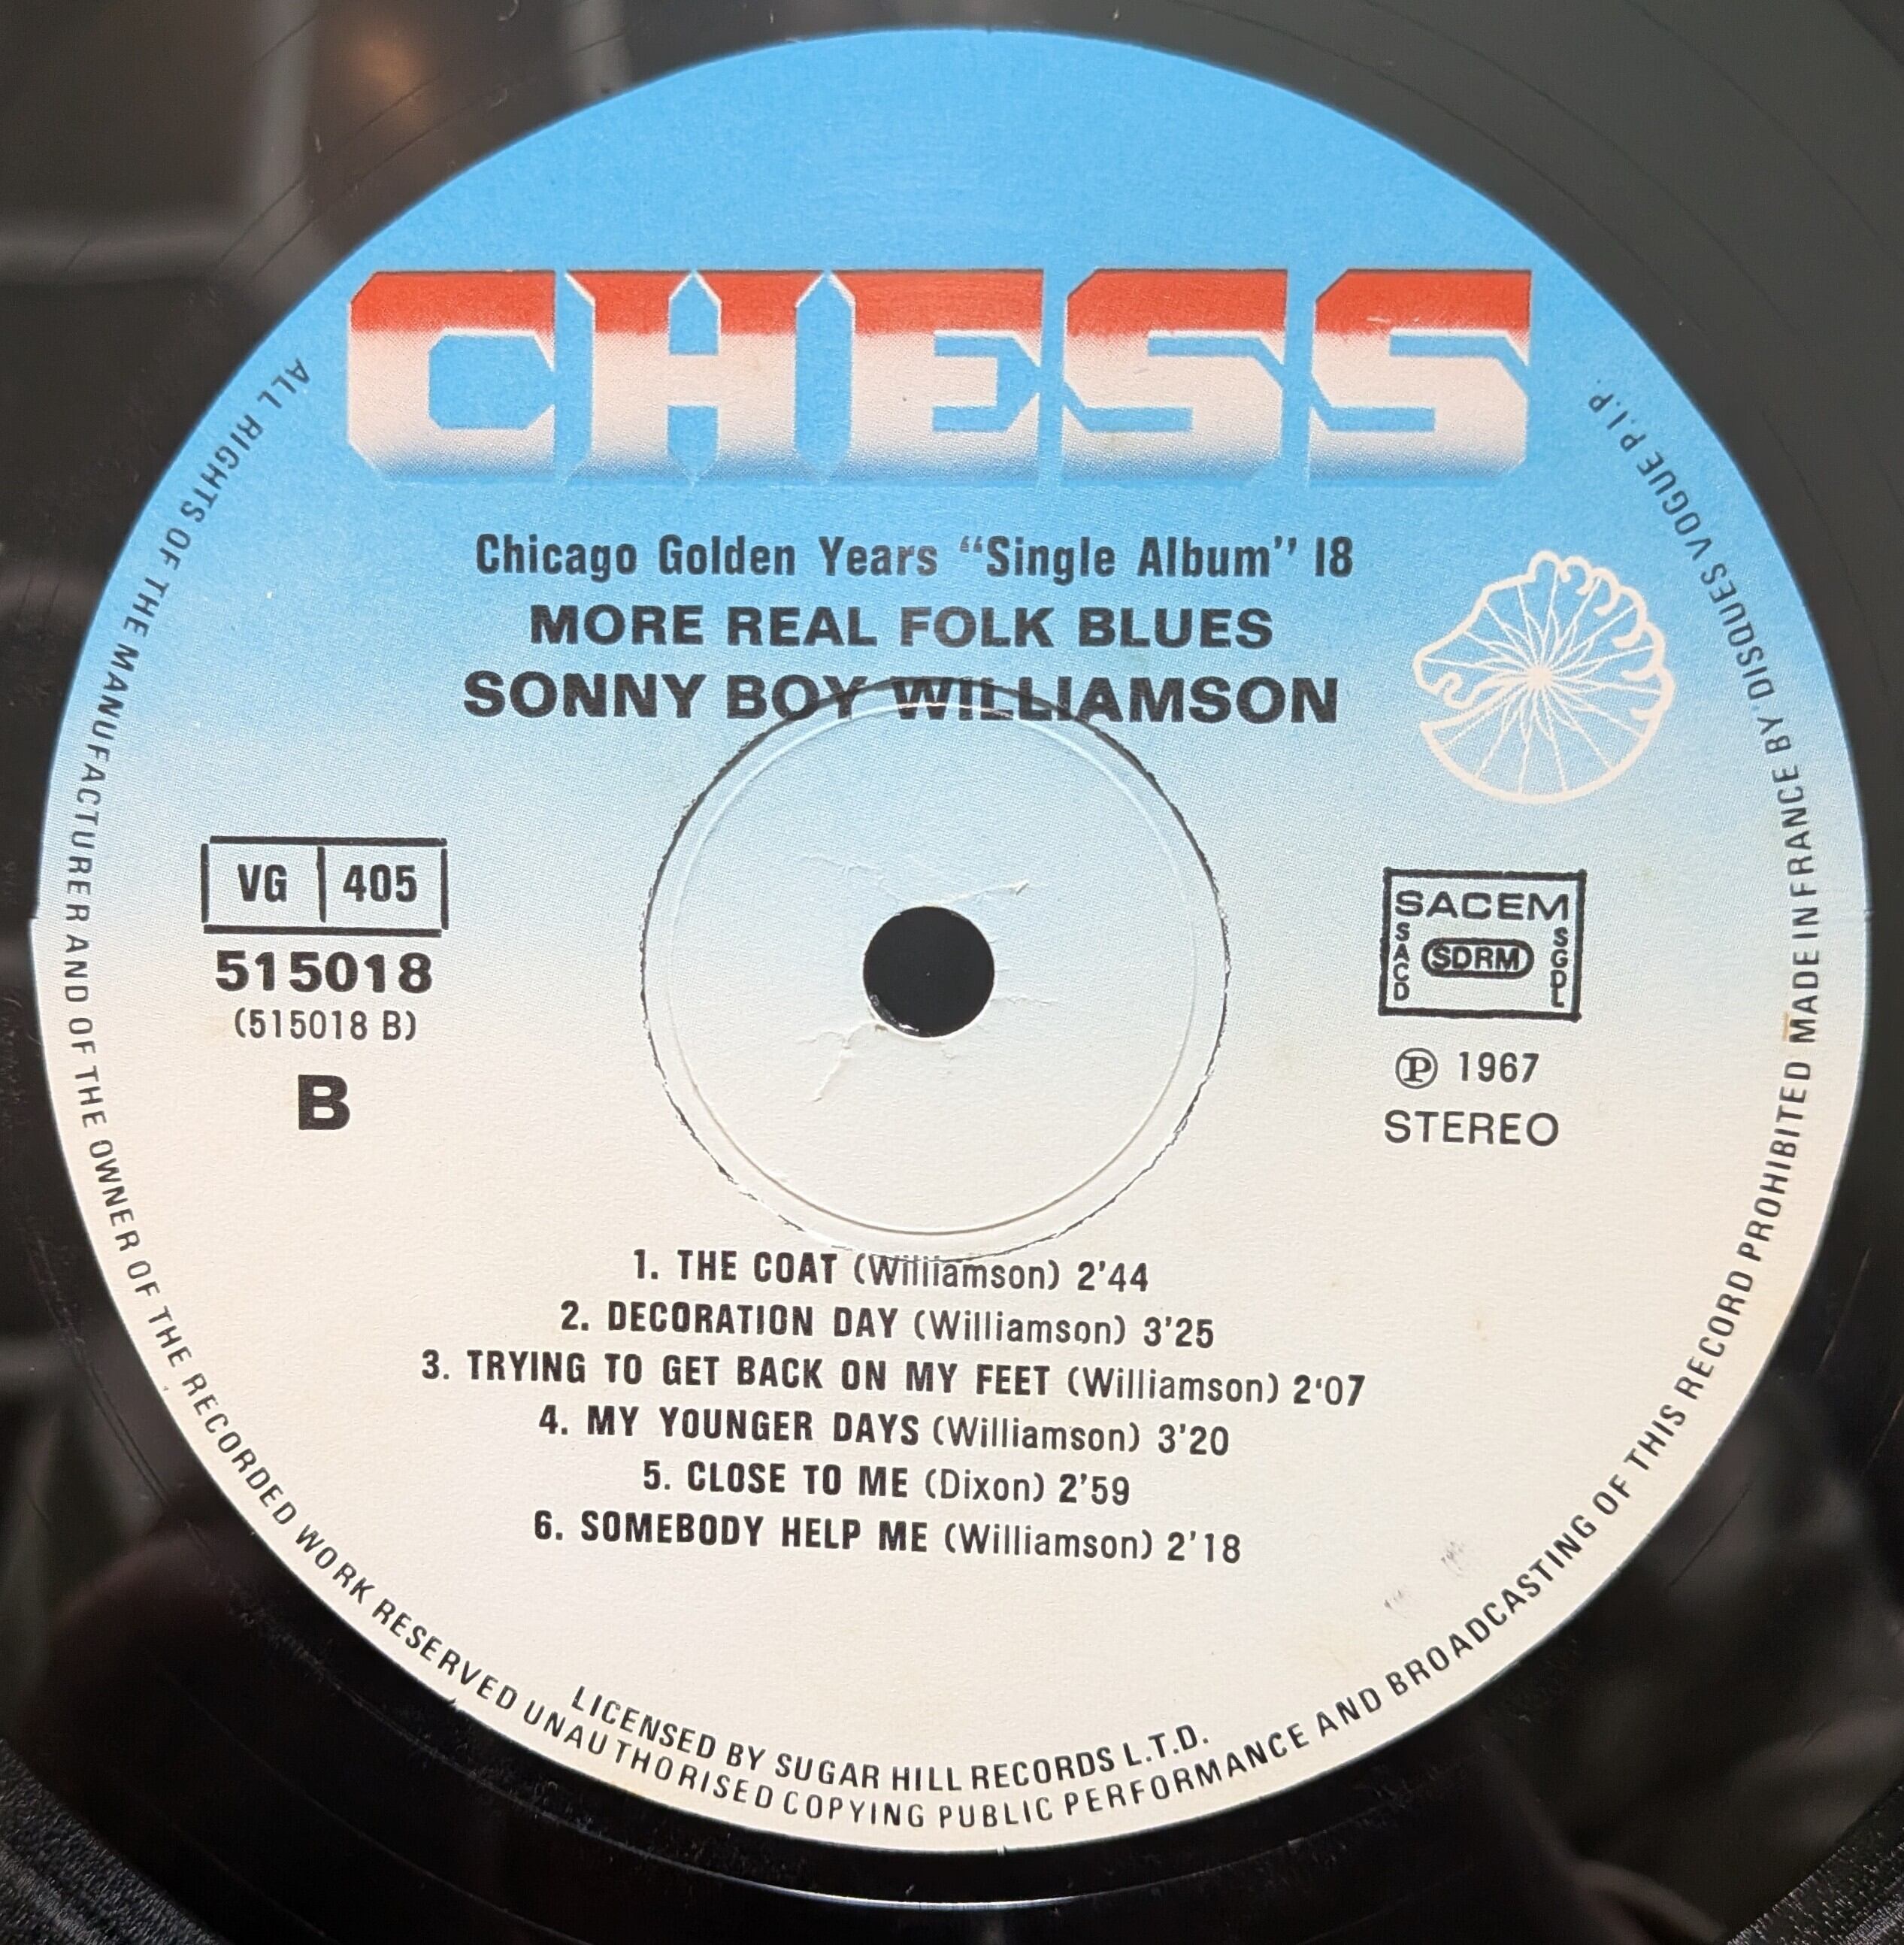 CHESS
Chicago Golden Years “Single Album” 18
MORE REAL FOLK BLUES
SONNY BOY WILLIAMSON
VG 405
515018
(515018 B)
B
SACEM
SACD
SDRM
SGDL
℗ 1967
STEREO
1. THE COAT (Williamson) 2'44
2. DECORATION DAY (Williamson) 3'25
3. TRYING TO GET BACK ON MY FEET (Williamson) 2'07
4. MY YOUNGER DAYS (Williamson) 3'20
5. CLOSE TO ME (Dixon) 2'59
6. SOMEBODY HELP ME (Williamson) 2'18
LICENSED BY SUGAR HILL RECORDS L.T.D.
ALL RIGHTS OF THE MANUFACTURER AND OF THE OWNER OF THE RECORDED WORK RESERVED UNAUTHORISED COPYING PUBLIC PERFORMANCE AND BROADCASTING OF THIS RECORD PROHIBITED MADE IN FRANCE BY DISQUES VOGUE P.I.P.